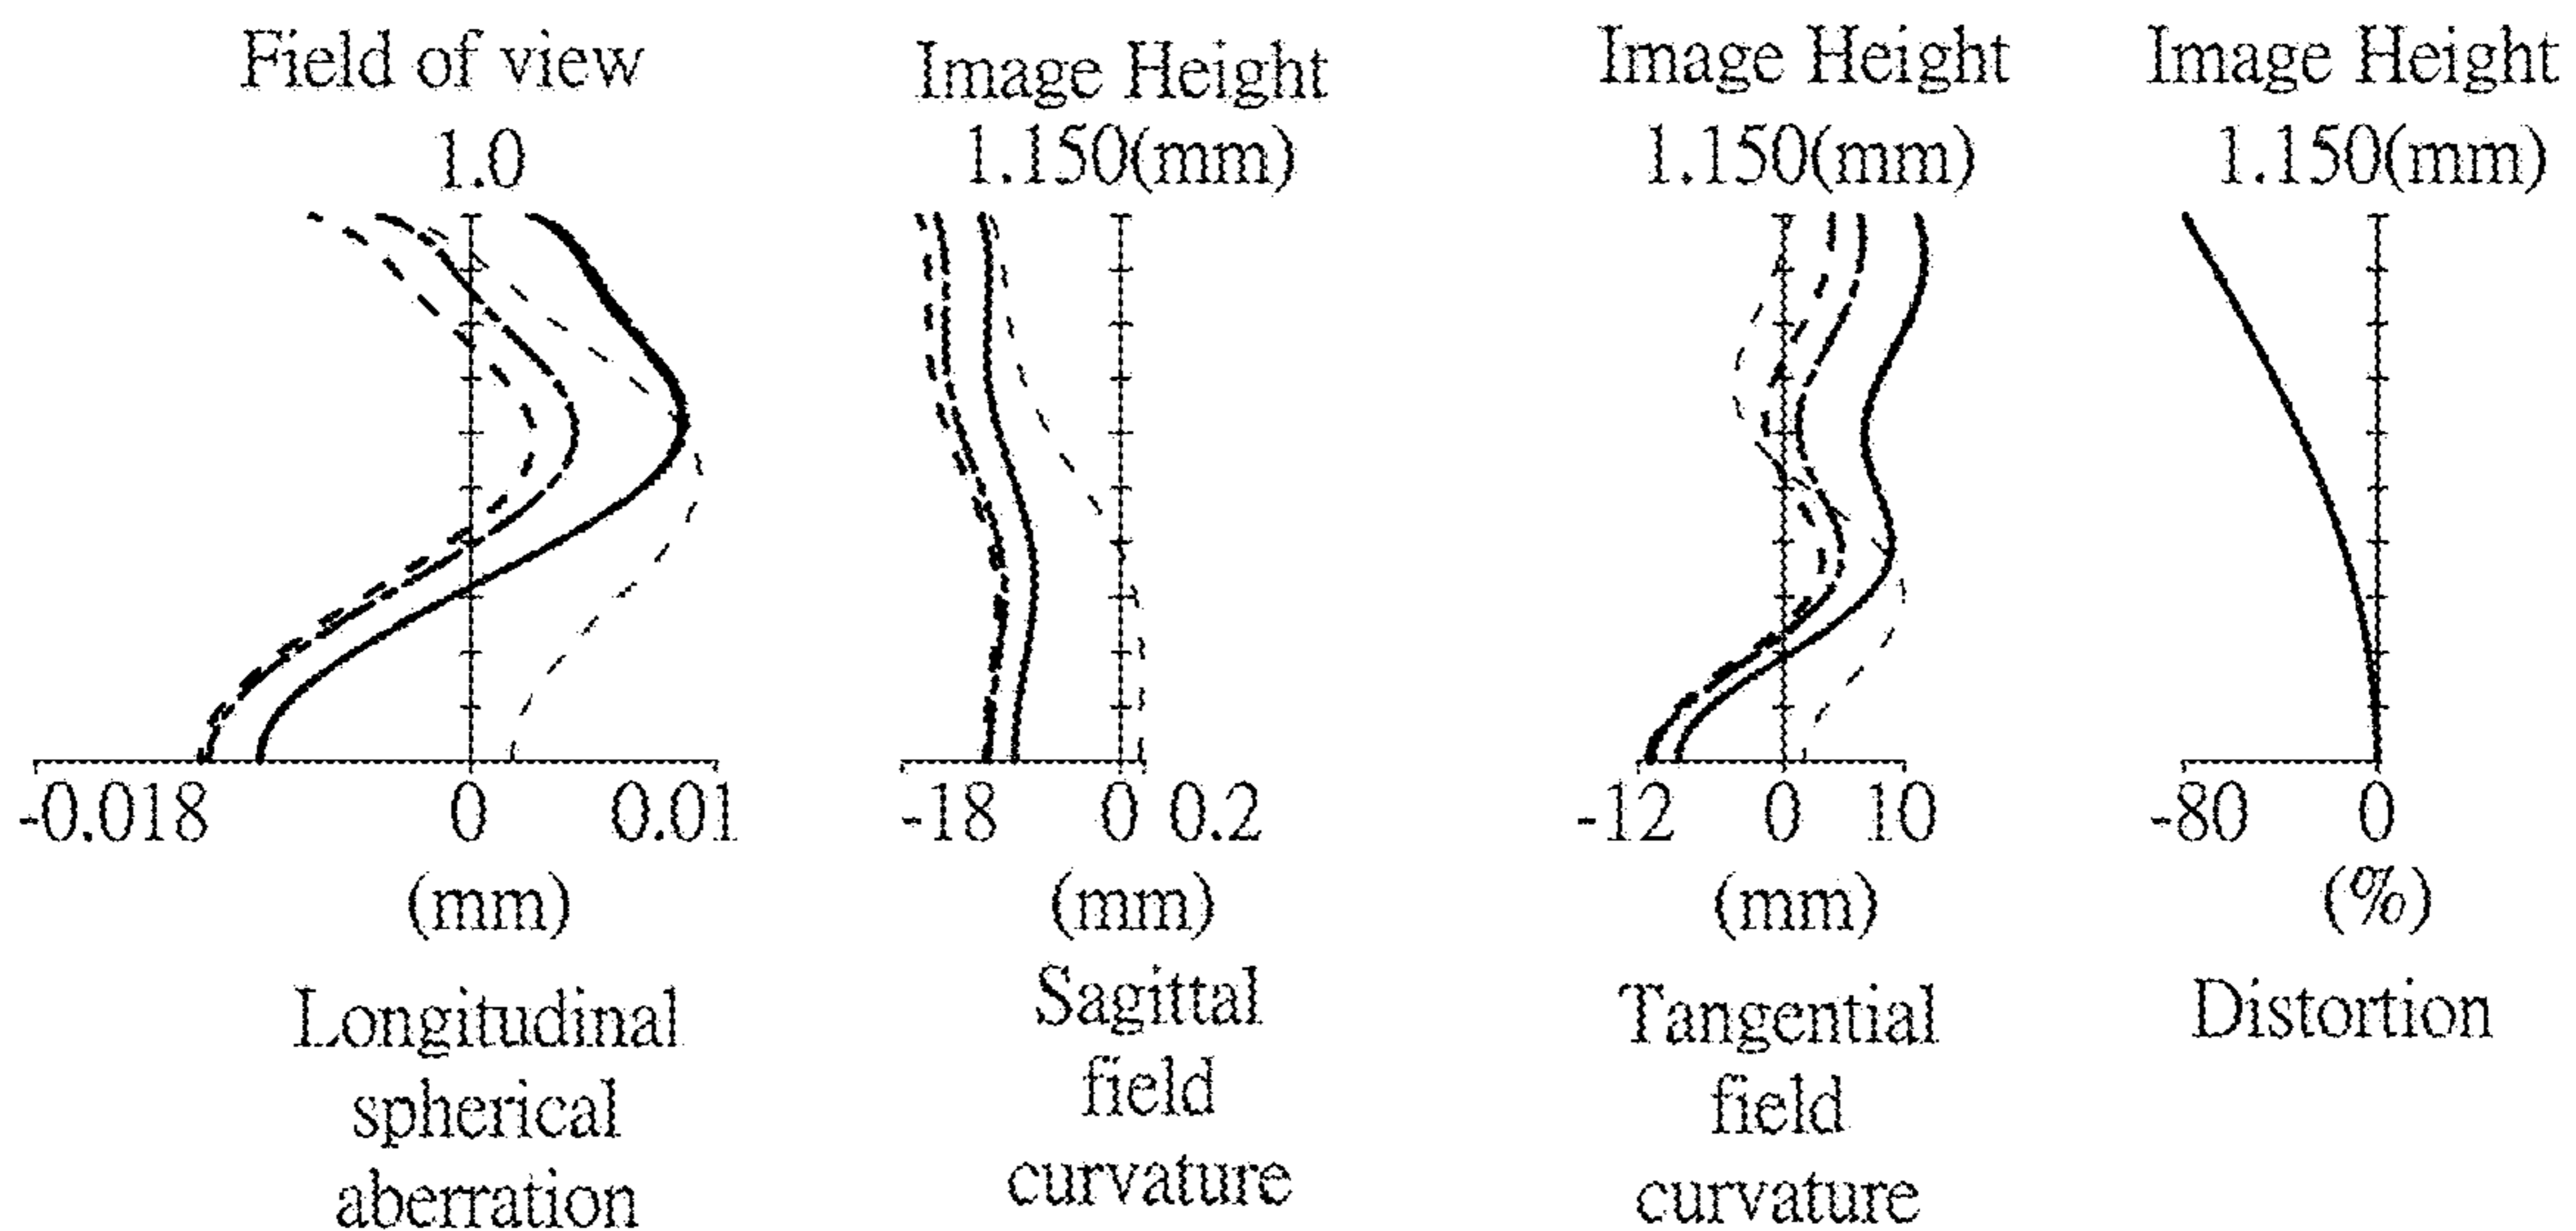 Field of view
1.0
-0.018 0 0.01
(mm)
Longitudinal
spherical
aberration
Image Height
1.150(mm)
-18 0 0.2
(mm)
Sagittal
field
curvature
Image Height
1.150(mm)
-12 0 10
(mm)
Tangential
field
curvature
Image Height
1.150(mm)
-80 0
(%)
Distortion